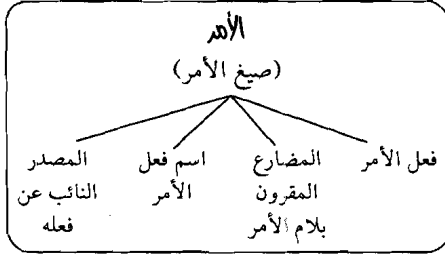 الأمر
(صيغ الأمر)
فعل الأمر
المضارع
المقرون
بلام الأمر
اسم فعل
الأمر
المصدر
النائب عن
فعله